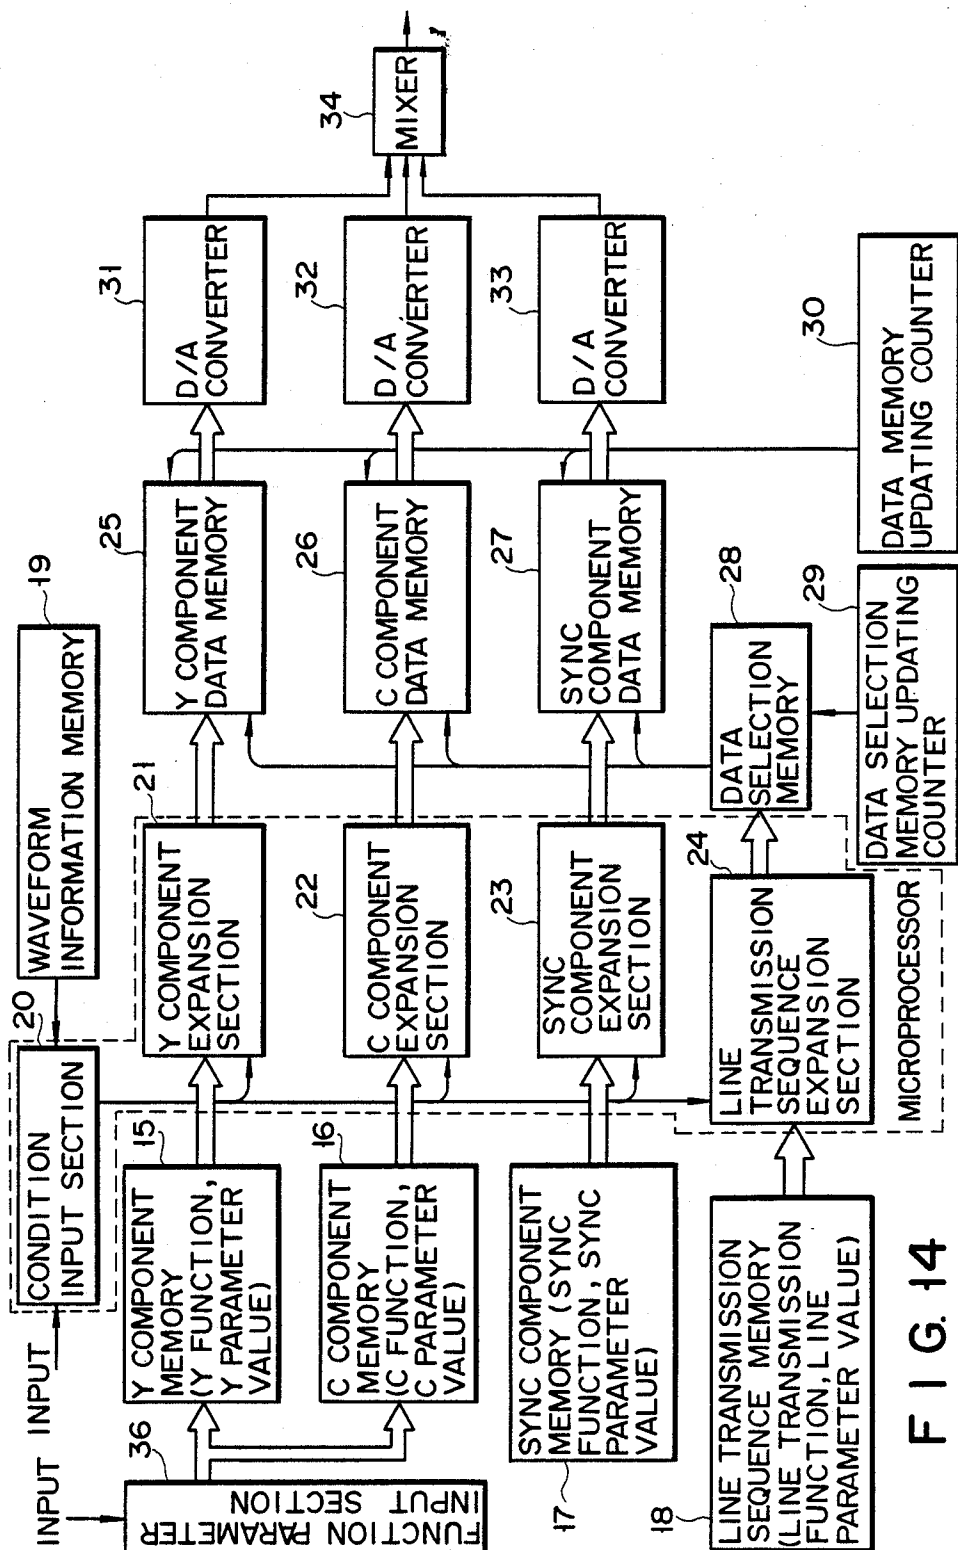 INPUT
INPUT
36
FUNCTION PARAMETER
INPUT SECTION
20
CONDITION
INPUT SECTION
19
WAVEFORM
INFORMATION MEMORY
15
Y COMPONENT
MEMORY
(Y FUNCTION,
Y PARAMETER
VALUE)
21
Y COMPONENT
EXPANSION
SECTION
25
Y COMPONENT
DATA MEMORY
31
D/A
CONVERTER
16
C COMPONENT
MEMORY
(C FUNCTION,
C PARAMETER
VALUE)
22
C COMPONENT
EXPANSION
SECTION
26
C COMPONENT
DATA MEMORY
32
D/A
CONVERTER
34
MIXER
17
SYNC COMPONENT
MEMORY (SYNC
FUNCTION, SYNC
PARAMETER
VALUE)
23
SYNC
COMPONENT
EXPANSION
SECTION
27
SYNC
COMPONENT
DATA MEMORY
33
D/A
CONVERTER
18
LINE TRANSMISSION
SEQUENCE MEMORY
(LINE TRANSMISSION
FUNCTION, LINE
PARAMETER VALUE)
24
LINE
TRANSMISSION
SEQUENCE
EXPANSION
SECTION
28
DATA
SELECTION
MEMORY
MICROPROCESSOR
29
DATA SELECTION
MEMORY UPDATING
COUNTER
30
DATA MEMORY
UPDATING COUNTER
FIG. 14